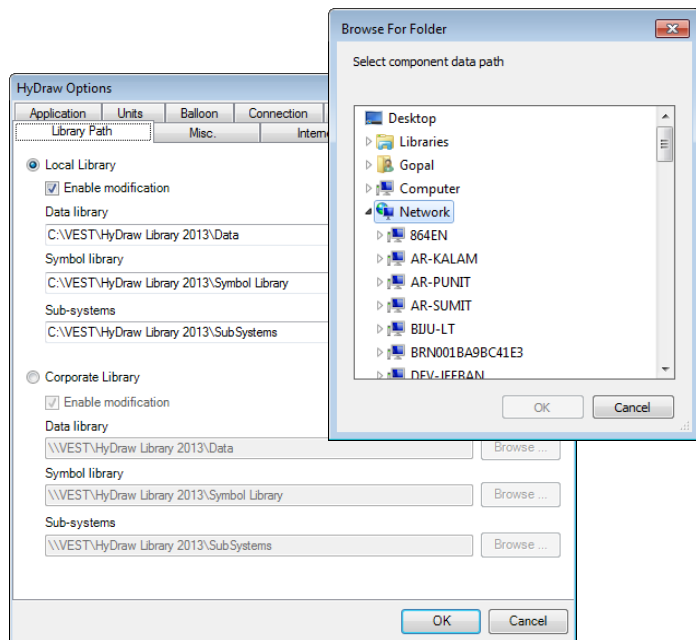 Browse For Folder
Select component data path
Desktop
Libraries
Gopal
Computer
Network
864EN
AR-KALAM
AR-PUNIT
AR-SUMIT
BIJU-LT
BRN001BA9BC41E3
DEV-JEEBAN
OK
Cancel
HyDraw Options
Application
Units
Balloon
Connection
Library Path
Misc.
Local Library
Enable modification
Data library
C:\VEST\HyDraw Library 2013\Data
Symbol library
C:\VEST\HyDraw Library 2013\Symbol Library
Sub-systems
C:\VEST\HyDraw Library 2013\SubSystems
Corporate Library
Enable modification
Data library
\\VEST\HyDraw Library 2013\Data
Browse ...
Symbol library
\\VEST\HyDraw Library 2013\Symbol Library
Browse ...
Sub-systems
\\VEST\HyDraw Library 2013\SubSystems
Browse ...
OK
Cancel